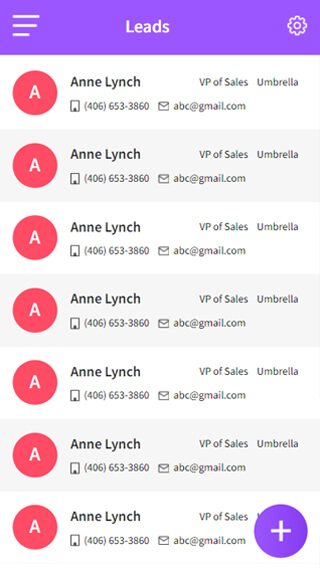 Leads
A
Anne Lynch VP of Sales Umbrella
(406) 653-3860 abc@gmail.com
A
Anne Lynch VP of Sales Umbrella
(406) 653-3860 abc@gmail.com
A
Anne Lynch VP of Sales Umbrella
(406) 653-3860 abc@gmail.com
A
Anne Lynch VP of Sales Umbrella
(406) 653-3860 abc@gmail.com
A
Anne Lynch VP of Sales Umbrella
(406) 653-3860 abc@gmail.com
A
Anne Lynch VP of Sales Umbrella
(406) 653-3860 abc@gmail.com
A
Anne Lynch VP of Sales
(406) 653-3860 abc@gmail.com